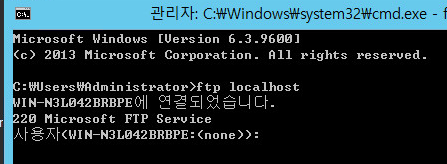 관리자: C:\Windows\system32\cmd.exe - f
Microsoft Windows [Version 6.3.9600]
(c) 2013 Microsoft Corporation. All rights reserved.
C:\Users\Administrator>ftp localhost
WIN-N3L042BRBPE에 연결되었습니다.
220 Microsoft FTP Service
사용자(WIN-N3L042BRBPE:(none)):